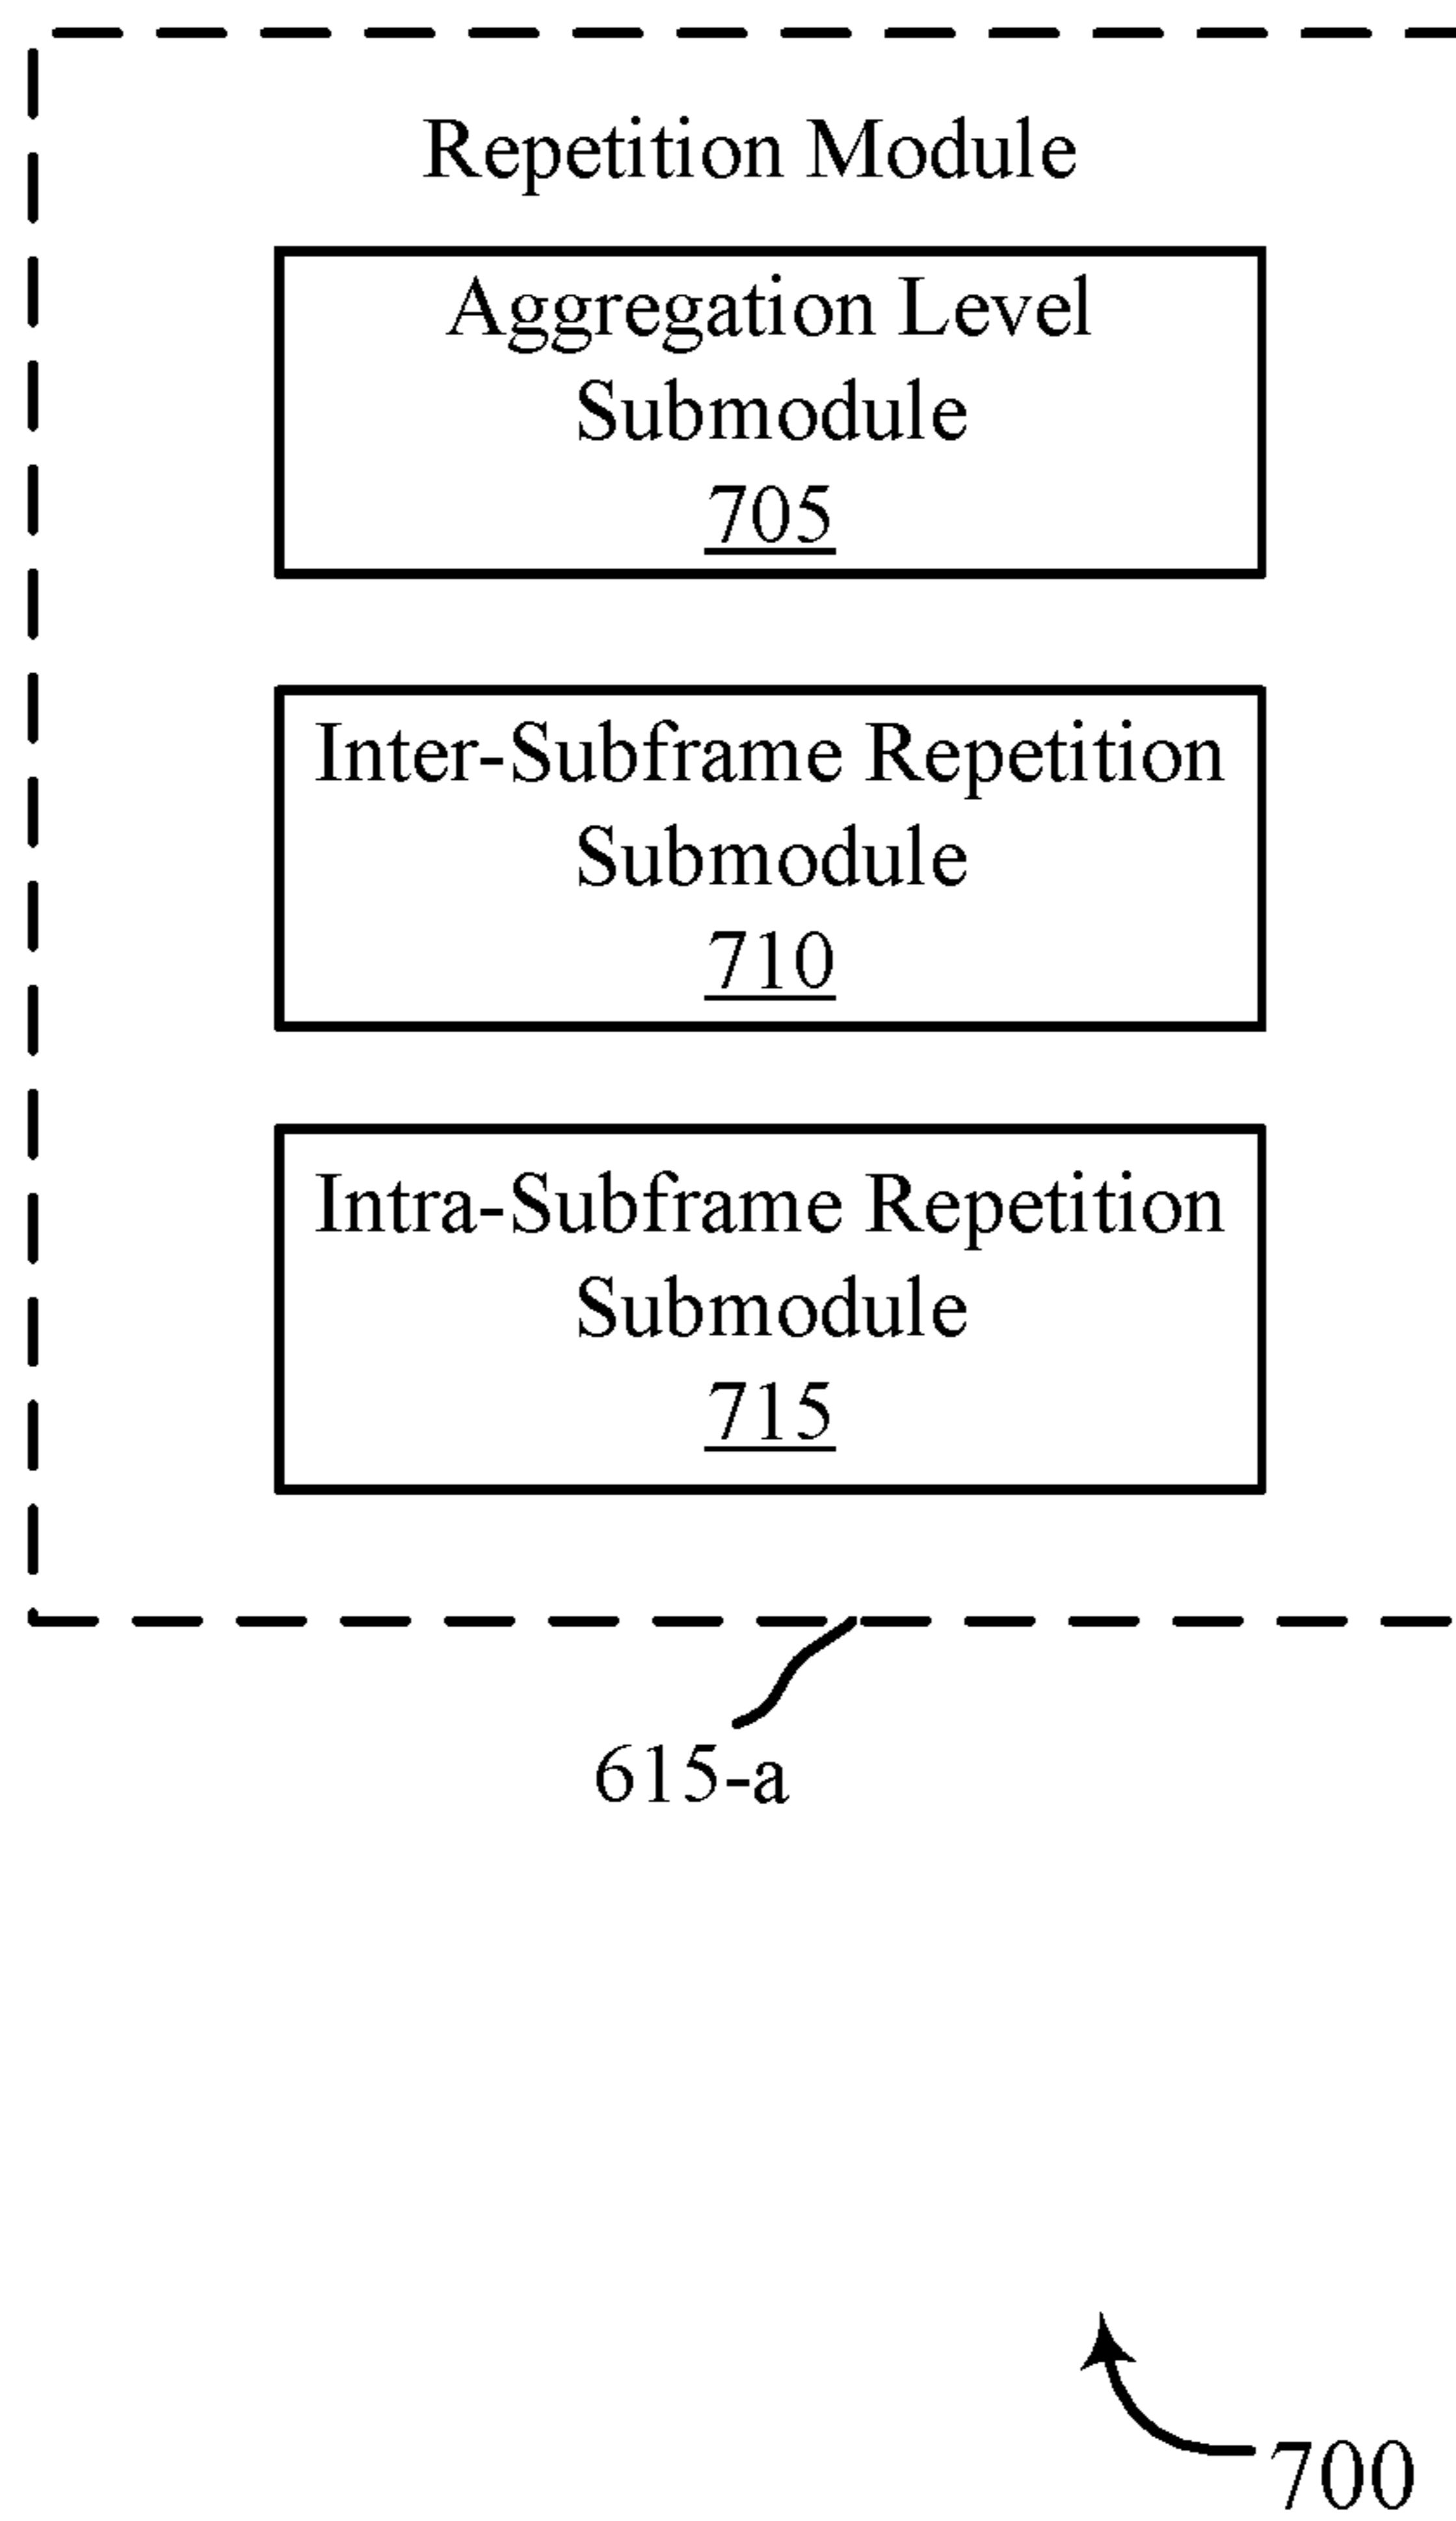 Repetition Module
Aggregation Level
Submodule
705
Inter-Subframe Repetition
Submodule
710
Intra-Subframe Repetition
Submodule
715
615-a
700